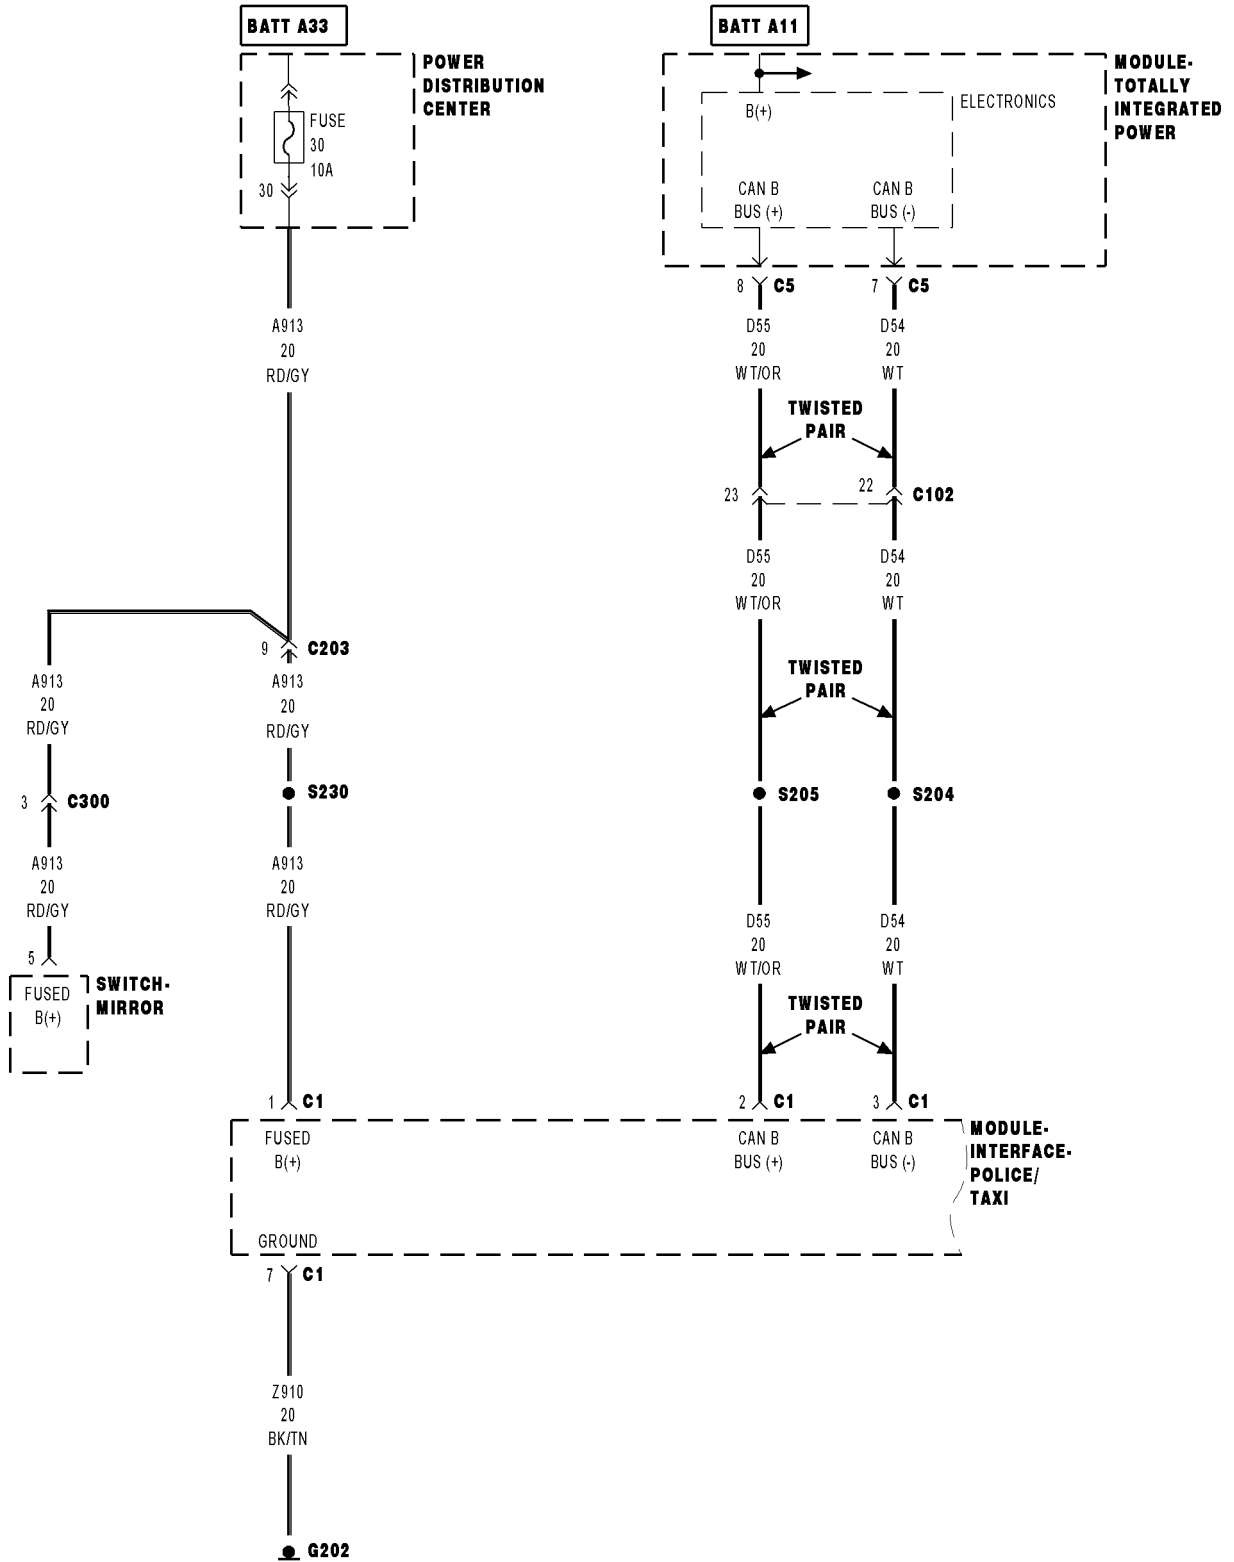 BATT A33
BATT A11
POWER
DISTRIBUTION
CENTER
FUSE
30
10A
30
MODULE-
TOTALLY
INTEGRATED
POWER
ELECTRONICS
B(+)
CAN B
BUS (+)
CAN B
BUS (-)
8
C5
7
C5
A913
20
RD/GY
D55
20
WT/OR
D54
20
WT
TWISTED
PAIR
23
22
C102
D55
20
WT/OR
D54
20
WT
9
C203
A913
20
RD/GY
A913
20
RD/GY
TWISTED
PAIR
3
C300
S230
S205
S204
A913
20
RD/GY
A913
20
RD/GY
D55
20
WT/OR
D54
20
WT
5
FUSED
B(+)
SWITCH-
MIRROR
TWISTED
PAIR
1
C1
2
C1
3
C1
FUSED
B(+)
CAN B
BUS (+)
CAN B
BUS (-)
MODULE-
INTERFACE-
POLICE/
TAXI
GROUND
7
C1
Z910
20
BK/TN
G202